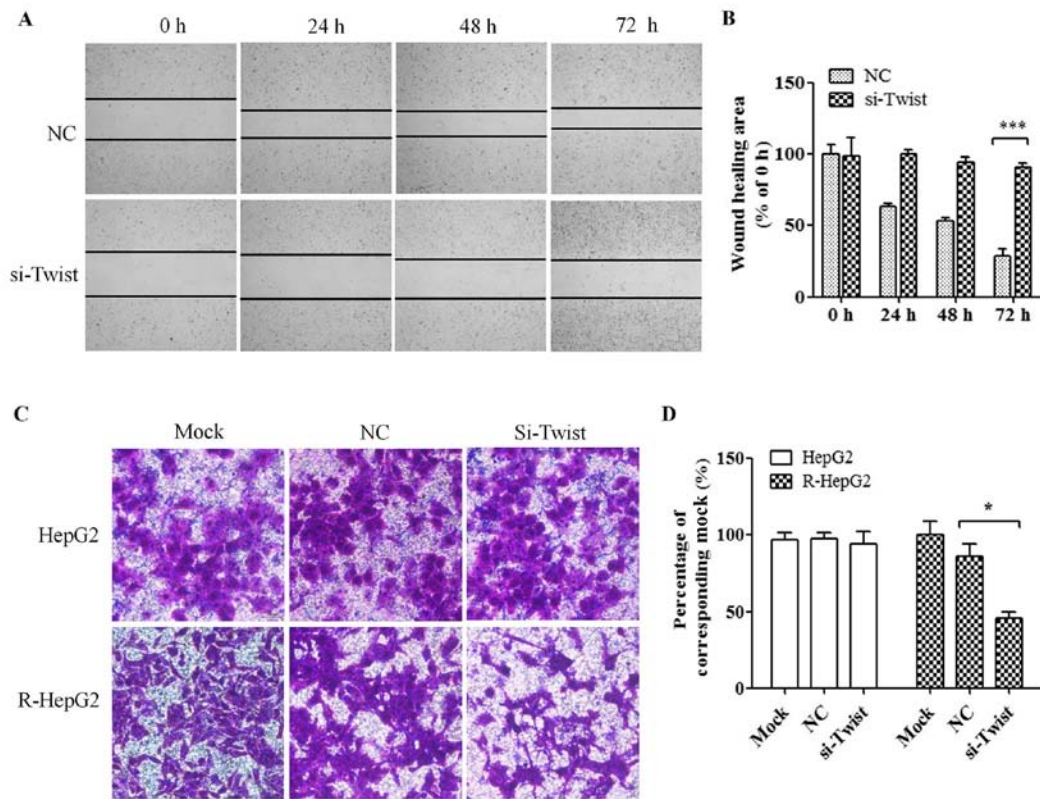 A
0 h
24 h
48 h
72 h
NC
si-Twist
B
Wound healing area
(% of 0 h)
150
100
50
0
NC
si-Twist
***
0 h
24 h
48 h
72 h
C
Mock
NC
Si-Twist
HepG2
R-HepG2
D
Percentage of
corresponding mock (%)
150
100
50
0
HepG2
R-HepG2
*
Mock
NC
si-Twist
Mock
NC
si-Twist